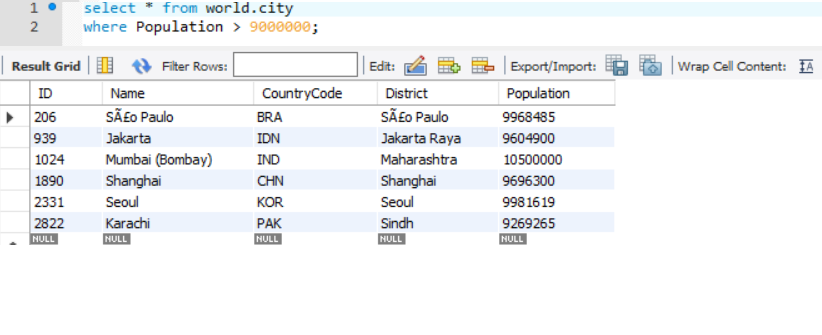 1 select * from world.city
2 where Population > 9000000;
Result Grid Filter Rows: Edit: Export/Import: Wrap Cell Content: IA
ID Name CountryCode District Population
206 SÃ£o Paulo BRA SÃ£o Paulo 9968485
939 Jakarta IDN Jakarta Raya 9604900
1024 Mumbai (Bombay) IND Maharashtra 10500000
1890 Shanghai CHN Shanghai 9696300
2331 Seoul KOR Seoul 9981619
2822 Karachi PAK Sindh 9269265
NULL NULL NULL NULL NULL